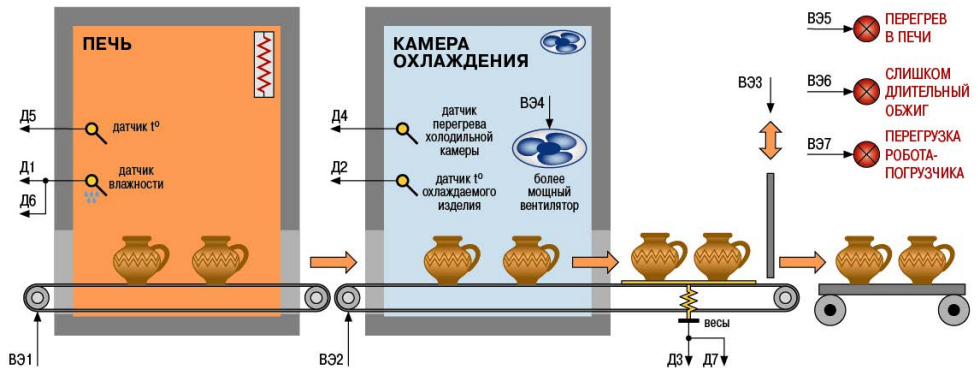 ПЕЧЬ
Д5
датчик t°
Д1
датчик
влажности
Д6
ВЭ1
КАМЕРА
ОХЛАЖДЕНИЯ
Д4
датчик
перегрева
холодильной
камеры
ВЭ4
Д2
датчик t°
охлаждаемого
изделия
более
мощный
вентилятор
ВЭ2
весы
Д3
Д7
ВЭ3
ВЭ5
ПЕРЕГРЕВ
В ПЕЧИ
ВЭ6
СЛИШКОМ
ДЛИТЕЛЬНЫЙ
ОБЖИГ
ВЭ7
ПЕРЕГРУЗКА
РОБОТА-
ПОГРУЗЧИКА